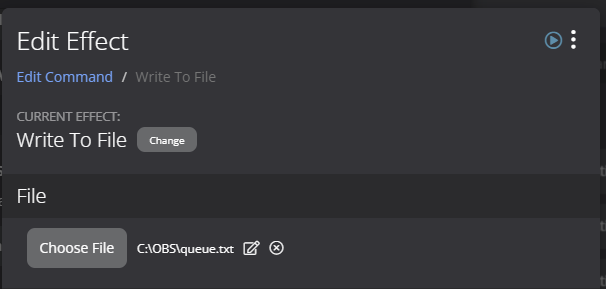 Edit Effect
Edit Command / Write To File
CURRENT EFFECT:
Write To File Change
File
Choose File C:\OBS\queue.txt